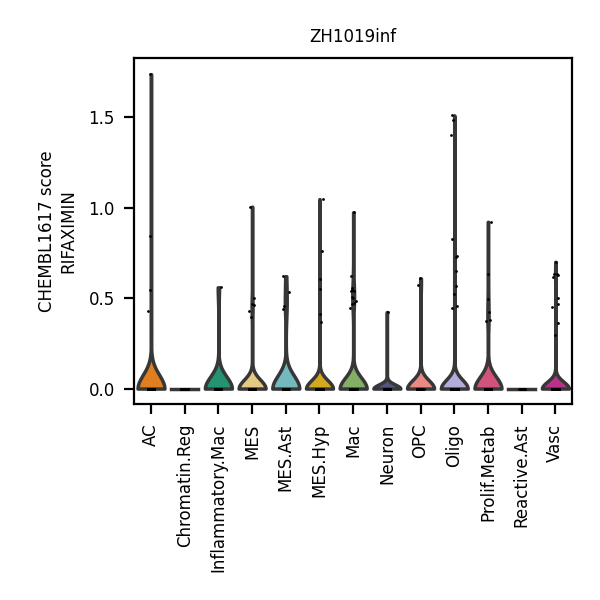 ZH1019inf
CHEMBL1617 score
RIFAXIMIN
1.5
1.0
0.5
0.0
AC
Chromatin.Reg
Inflammatory.Mac
MES
MES.Ast
MES.Hyp
Mac
Neuron
OPC
Oligo
Prolif.Metab
Reactive.Ast
Vasc